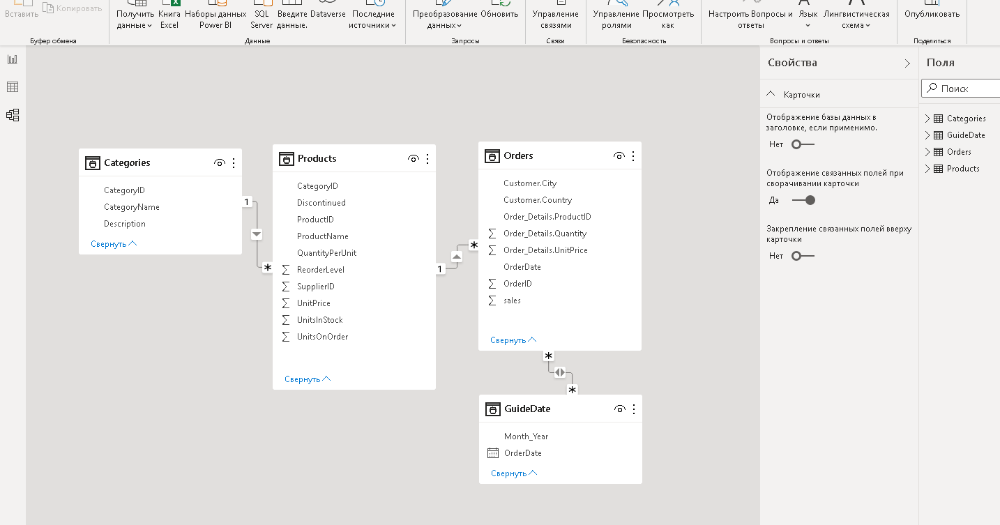 Вставить
Копировать
Буфер обмена
Получить данные
Книга Excel
Наборы данных Power BI
SQL Server
Введите данные.
Dataverse
Последние источники
Данные
Преобразование данных
Обновить
Запросы
Управление связями
Связи
Управление ролями
Просмотреть как
Безопасность
Настроить Вопросы и ответы
Язык
Лингвистическая схема
Вопросы и ответы
Опубликовать
Поделиться
Categories
CategoryID
CategoryName
Description
Свернуть
1
*
Products
CategoryID
Discontinued
ProductID
ProductName
QuantityPerUnit
∑ ReorderLevel
∑ SupplierID
∑ UnitPrice
∑ UnitsInStock
∑ UnitsOnOrder
Свернуть
1
*
Orders
Customer.City
Customer.Country
Order_Details.ProductID
∑ Order_Details.Quantity
∑ Order_Details.UnitPrice
OrderDate
∑ OrderID
∑ sales
Свернуть
*
*
GuideDate
Month_Year
OrderDate
Свернуть
Свойства
Карточки
Отображение базы данных в
заголовке, если применимо.
Нет
Отображение связанных полей при
сворачивании карточки
Да
Закрепление связанных полей вверху
карточки
Нет
Поля
Поиск
Categories
GuideDate
Orders
Products